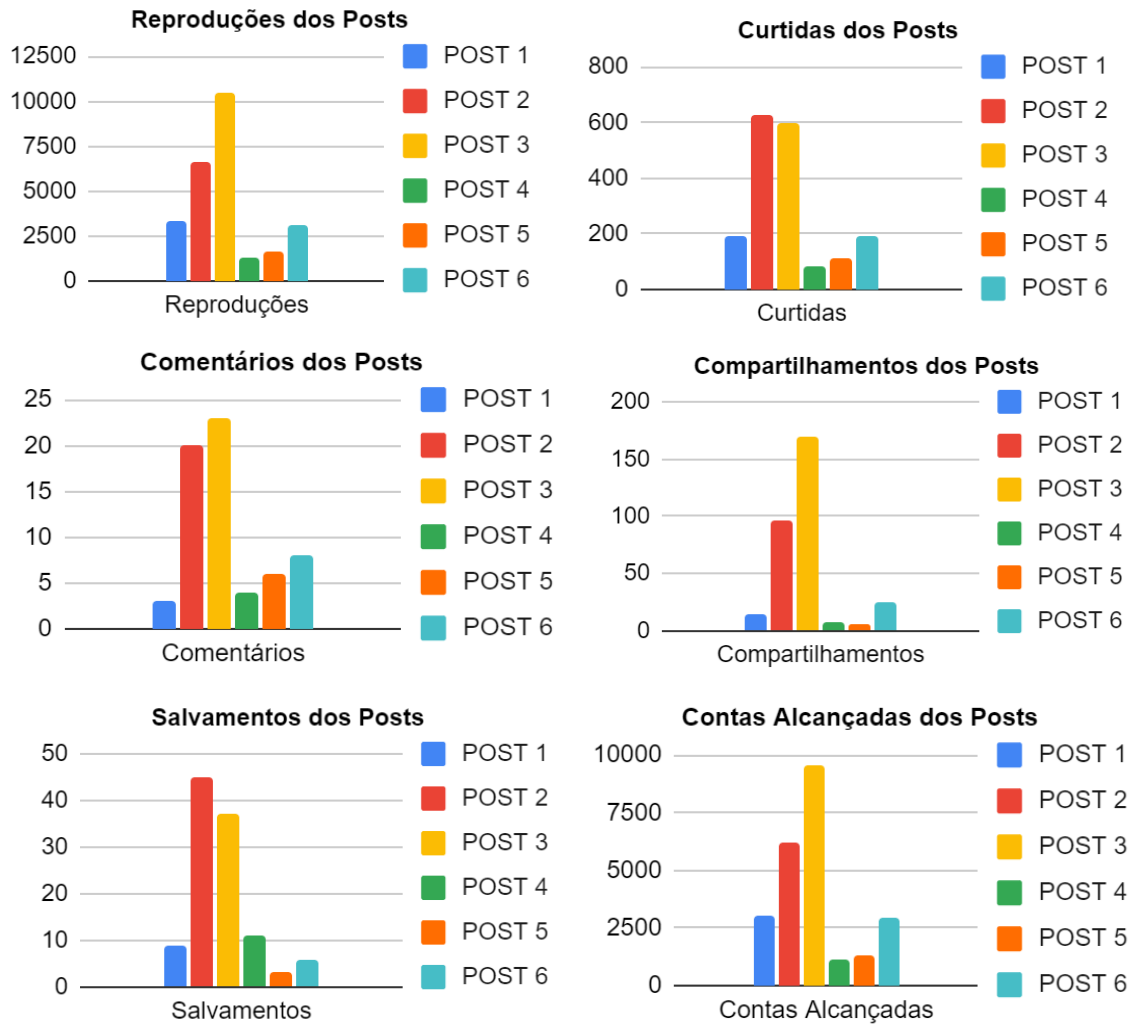 Reproduções dos Posts
12500
10000
7500
5000
2500
0
Reproduções
POST 1
POST 2
POST 3
POST 4
POST 5
POST 6
Curtidas dos Posts
800
600
400
200
0
Curtidas
POST 1
POST 2
POST 3
POST 4
POST 5
POST 6
Comentários dos Posts
25
20
15
10
5
0
Comentários
POST 1
POST 2
POST 3
POST 4
POST 5
POST 6
Compartilhamentos dos Posts
200
150
100
50
0
Compartilhamentos
POST 1
POST 2
POST 3
POST 4
POST 5
POST 6
Salvamentos dos Posts
50
40
30
20
10
0
Salvamentos
POST 1
POST 2
POST 3
POST 4
POST 5
POST 6
Contas Alcançadas dos Posts
10000
7500
5000
2500
0
Contas Alcançadas
POST 1
POST 2
POST 3
POST 4
POST 5
POST 6